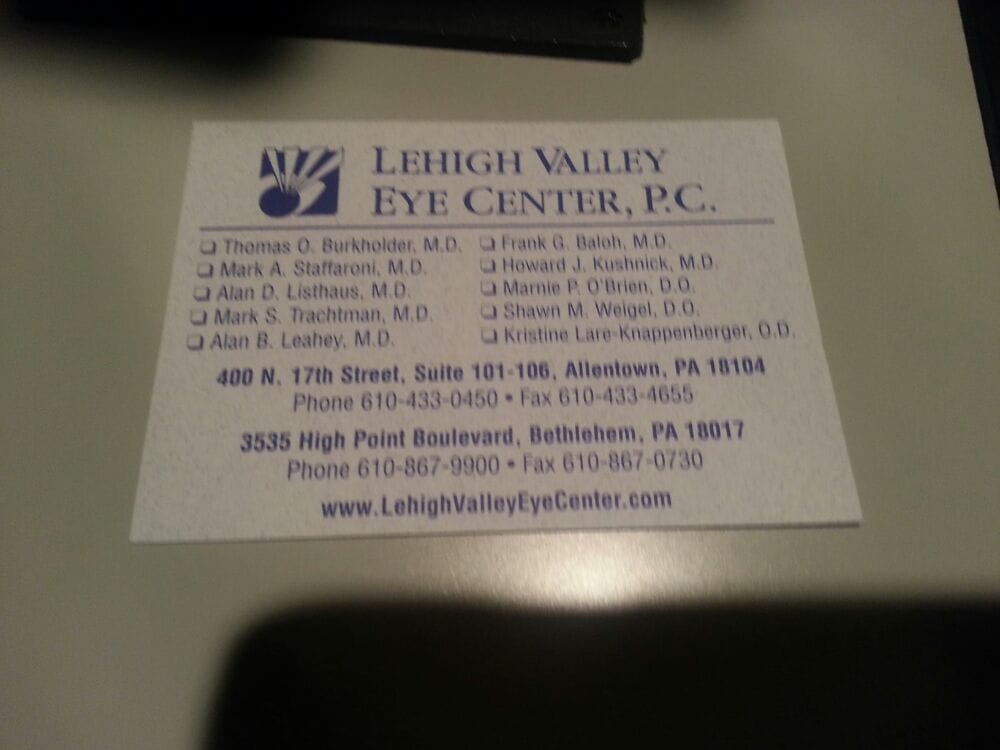 LEHIGH VALLEY
EYE CENTER, P.C.
❏ Thomas O. Burkholder, M.D.
❏ Mark A. Staffaroni, M.D.
❏ Alan D. Listhaus, M.D.
❏ Mark S. Trachtman, M.D.
❏ Alan B. Leahey, M.D.
❏ Frank G. Baloh, M.D.
❏ Howard J. Kushnick, M.D.
❏ Marnie P. O'Brien, D.O.
❏ Shawn M. Weigel, D.O.
❏ Kristine Lare-Knappenberger, O.D.
400 N. 17th Street, Suite 101-106, Allentown, PA 18104
Phone 610-433-0450 • Fax 610-433-4655
3535 High Point Boulevard, Bethlehem, PA 18017
Phone 610-867-9900 • Fax 610-867-0730
www.LehighValleyEyeCenter.com